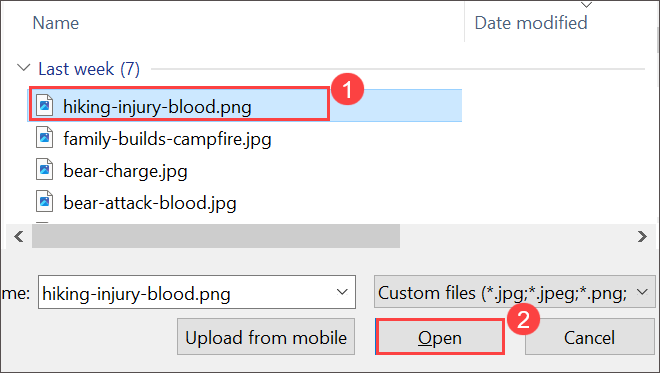 Name Date modified
Last week (7)
1
hiking-injury-blood.png
family-builds-campfire.jpg
bear-charge.jpg
bear-attack-blood.jpg
me: hiking-injury-blood.png Custom files (*.jpg;*.jpeg;*.png;
2
Upload from mobile Open Cancel